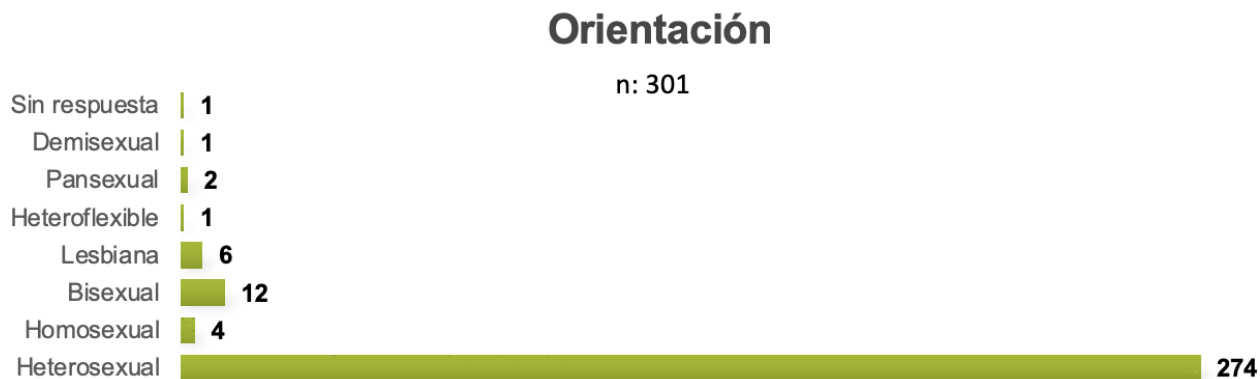 Orientación
n: 301
Sin respuesta 1
Demisexual 1
Pansexual 2
Heteroflexible 1
Lesbiana 6
Bisexual 12
Homosexual 4
Heterosexual 274